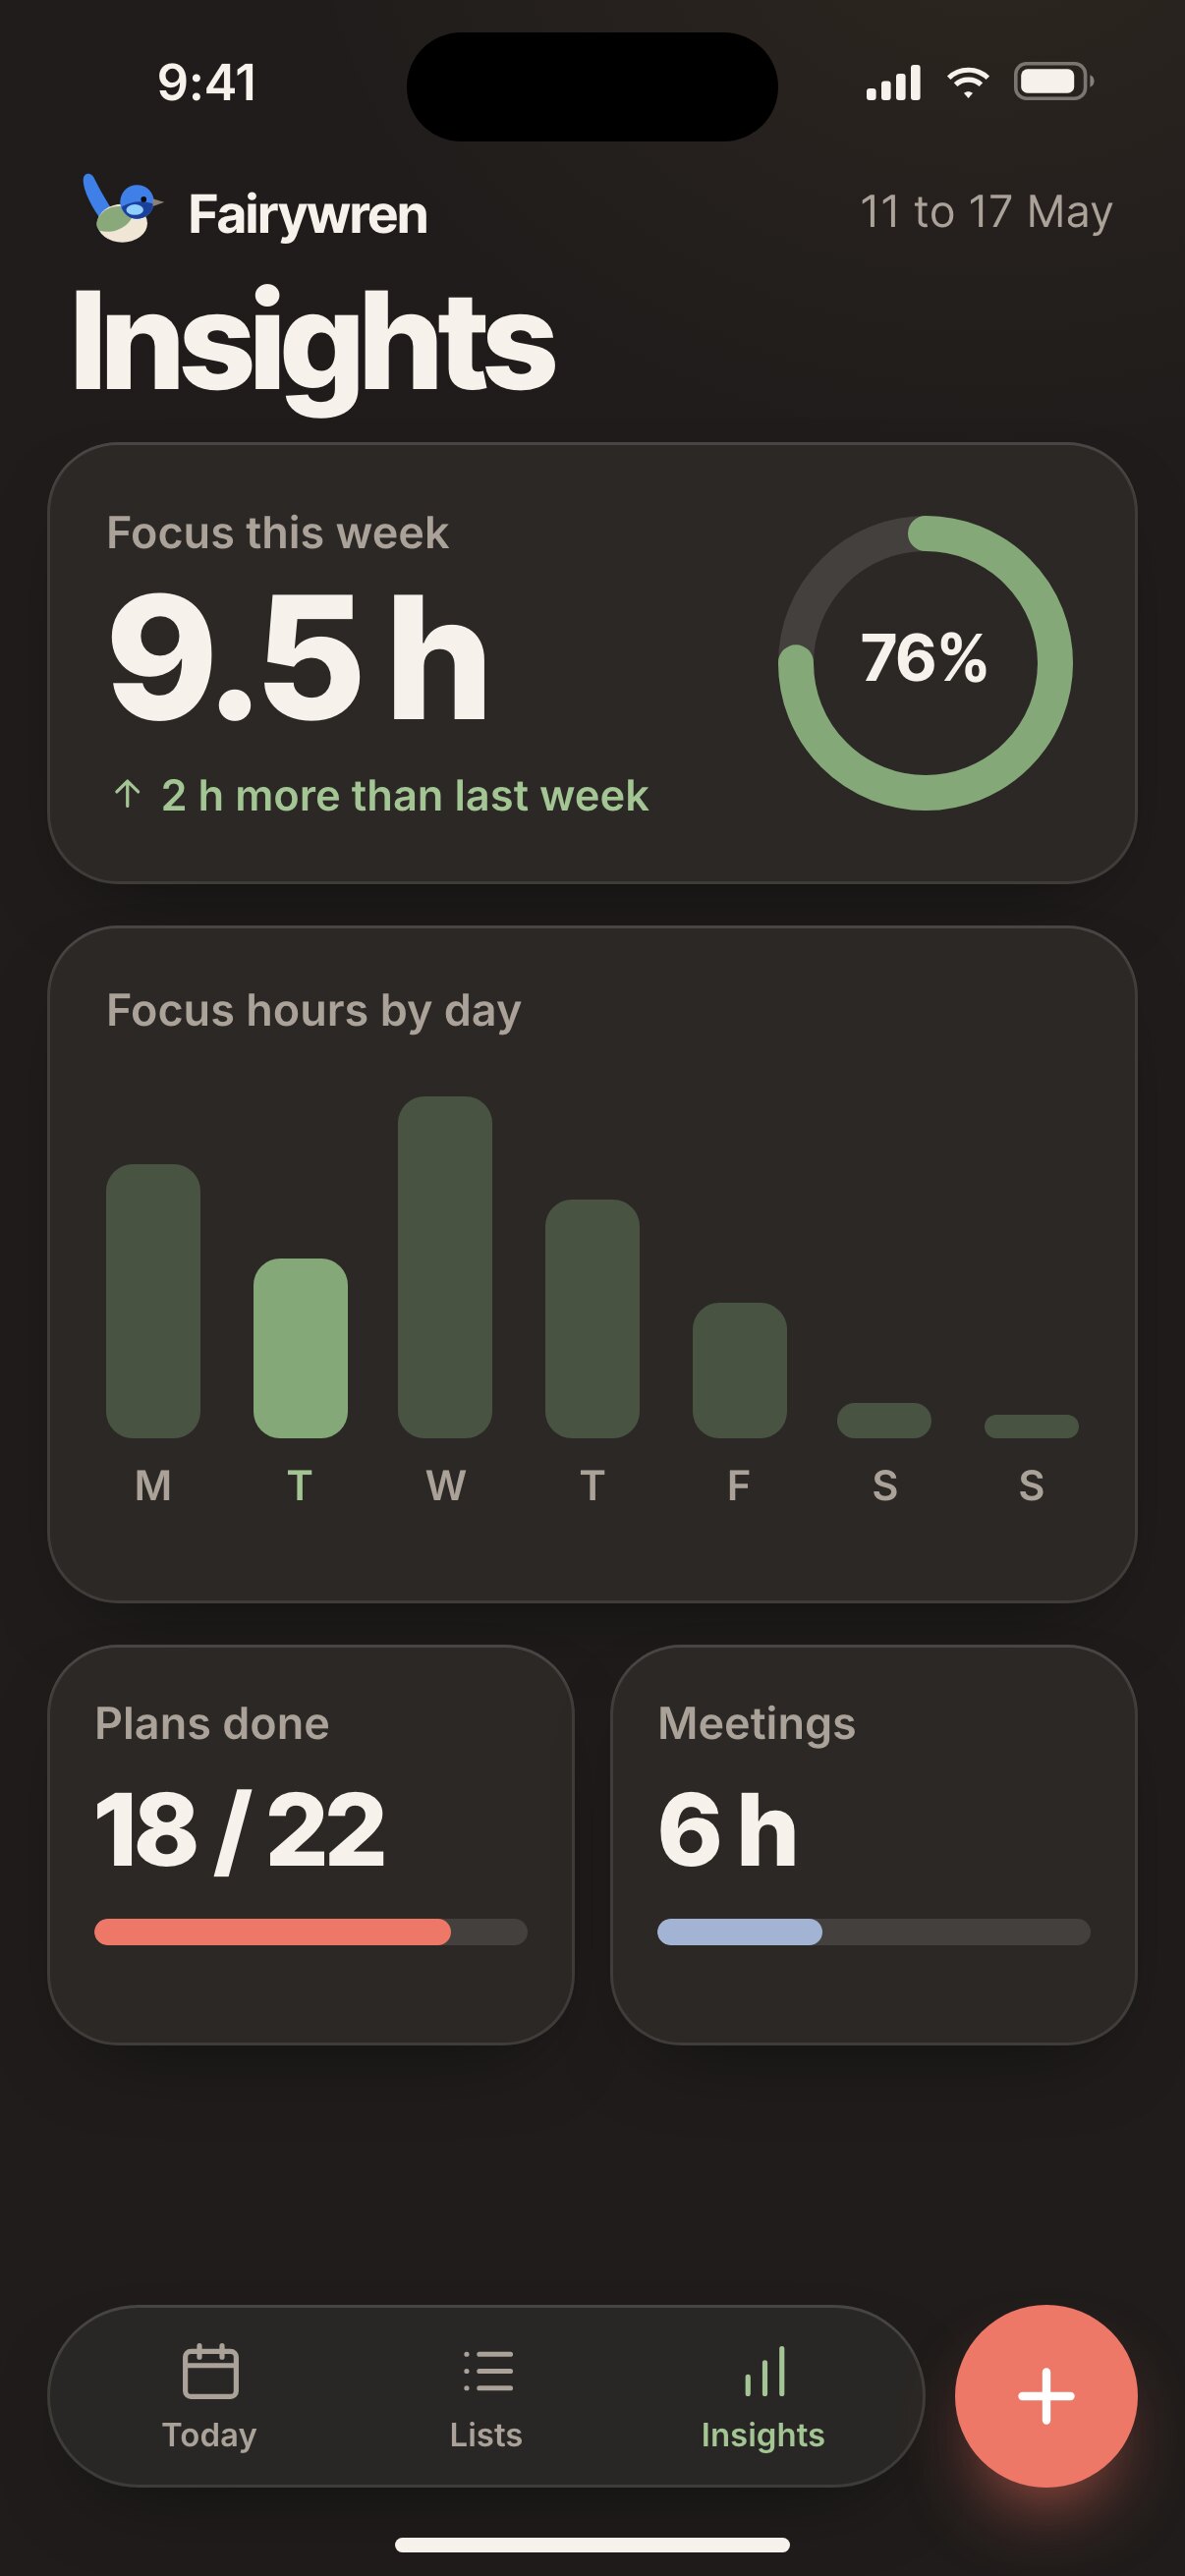 9:41
Fairywren
11 to 17 May
Insights
Focus this week
9.5 h
76%
↑ 2 h more than last week
Focus hours by day
M T W T F S S
Plans done
18 / 22
Meetings
6 h
Today
Lists
Insights